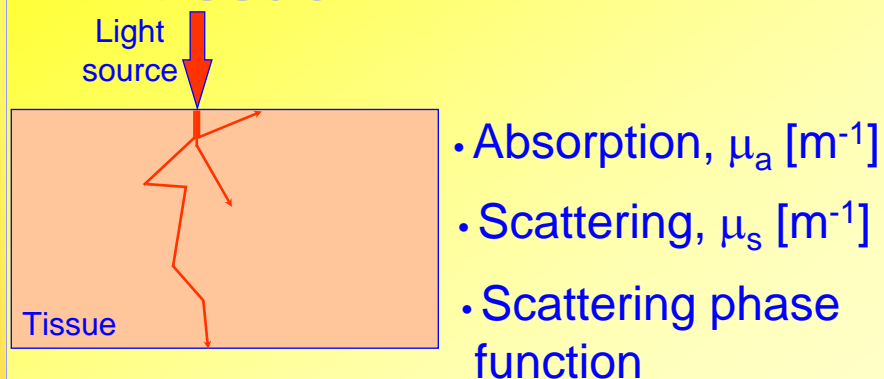 Light
source
• Absorption, μa [m-1]
• Scattering, μs [m-1]
• Scattering phase
function
Tissue